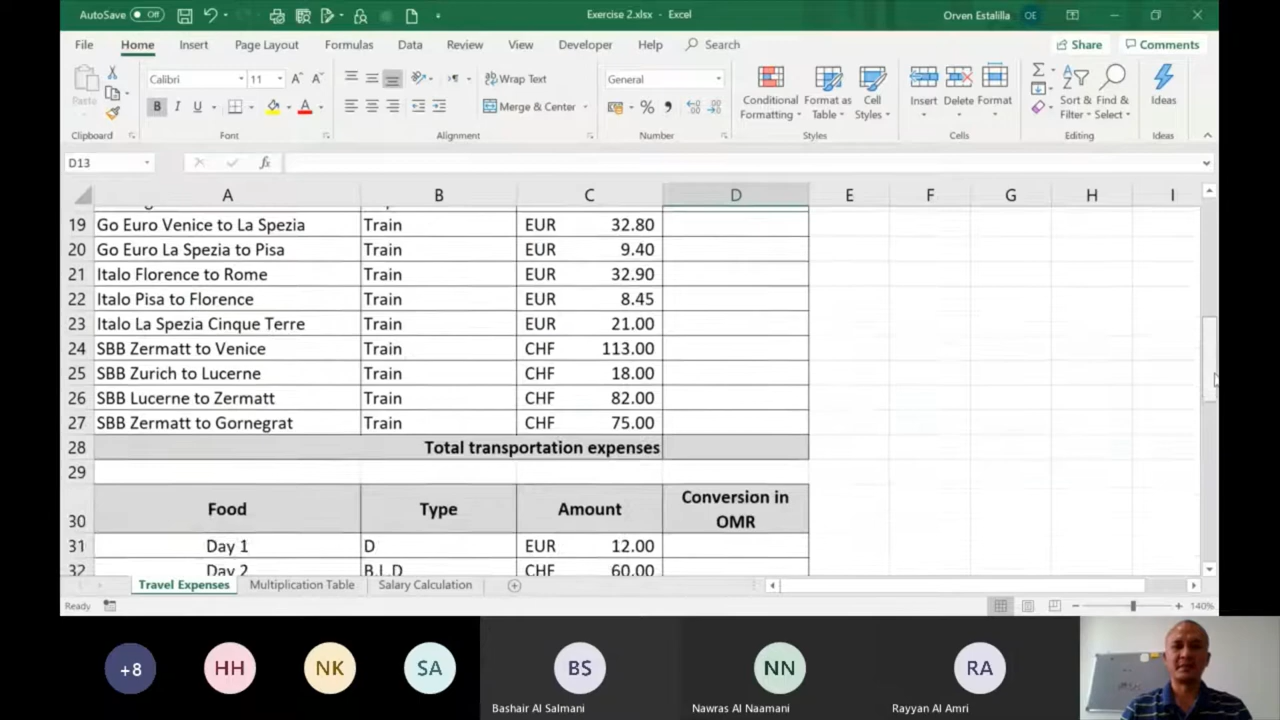 AutoSave Off Exercise 2.xlsx - Excel Orven Estalilla OE
File Home Insert Page Layout Formulas Data Review View Developer Help Search Share Comments
Calibri 11 Wrap Text General
Paste B I U Merge & Center % Conditional Formatting Format as Table Cell Styles Insert Delete Format Sort & Filter Find & Select Ideas
Clipboard Font Alignment Number Styles Cells Editing Ideas
D13 fx
A B C D E F G H I
19 Go Euro Venice to La Spezia Train EUR 32.80
20 Go Euro La Spezia to Pisa Train EUR 9.40
21 Italo Florence to Rome Train EUR 32.90
22 Italo Pisa to Florence Train EUR 8.45
23 Italo La Spezia Cinque Terre Train EUR 21.00
24 SBB Zermatt to Venice Train CHF 113.00
25 SBB Zurich to Lucerne Train CHF 18.00
26 SBB Lucerne to Zermatt Train CHF 82.00
27 SBB Zermatt to Gornegrat Train CHF 75.00
28 Total transportation expenses
29
30 Food Type Amount Conversion in OMR
31 Day 1 D EUR 12.00
32 Day 2 B,L,D CHF 60.00
Travel Expenses Multiplication Table Salary Calculation
Ready 140%
+8 HH NK SA BS NN RA
Bashair Al Salmani Nawras Al Naamani Rayyan Al Amri